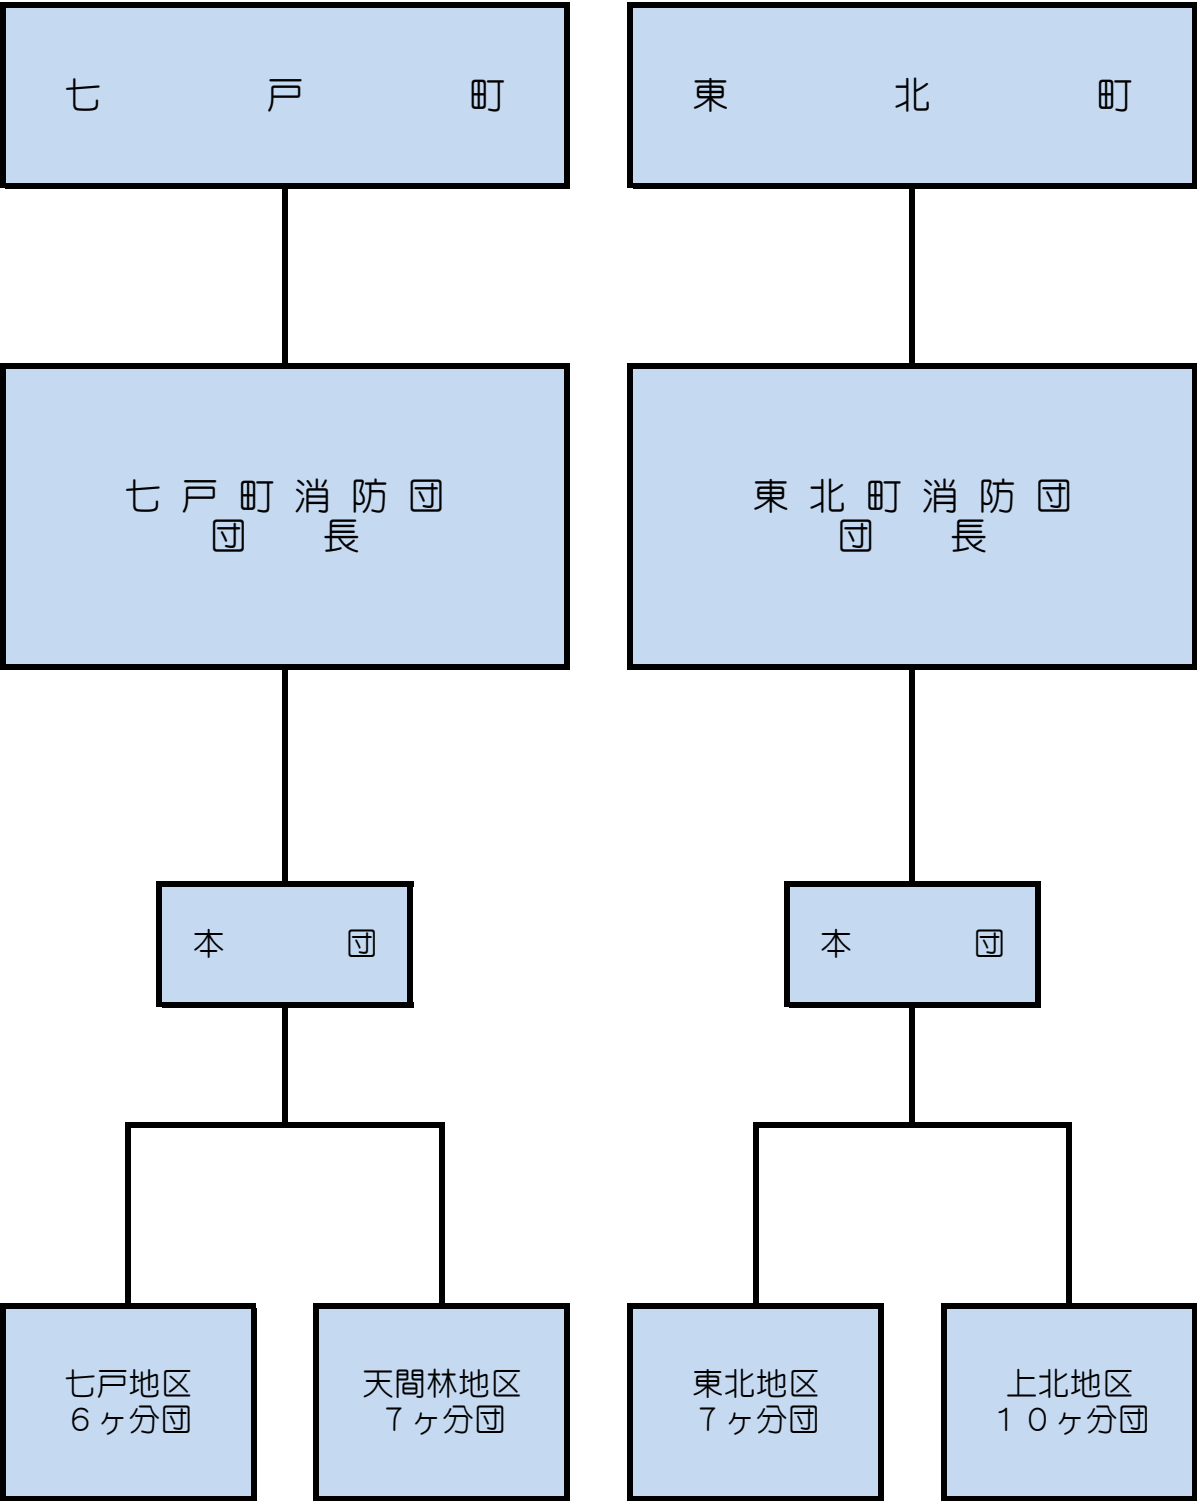 七戸町
東北町
七戸町消防団
団長
東北町消防団
団長
本団
本団
七戸地区
６ヶ分団
天間林地区
７ヶ分団
東北地区
７ヶ分団
上北地区
１０ヶ分団